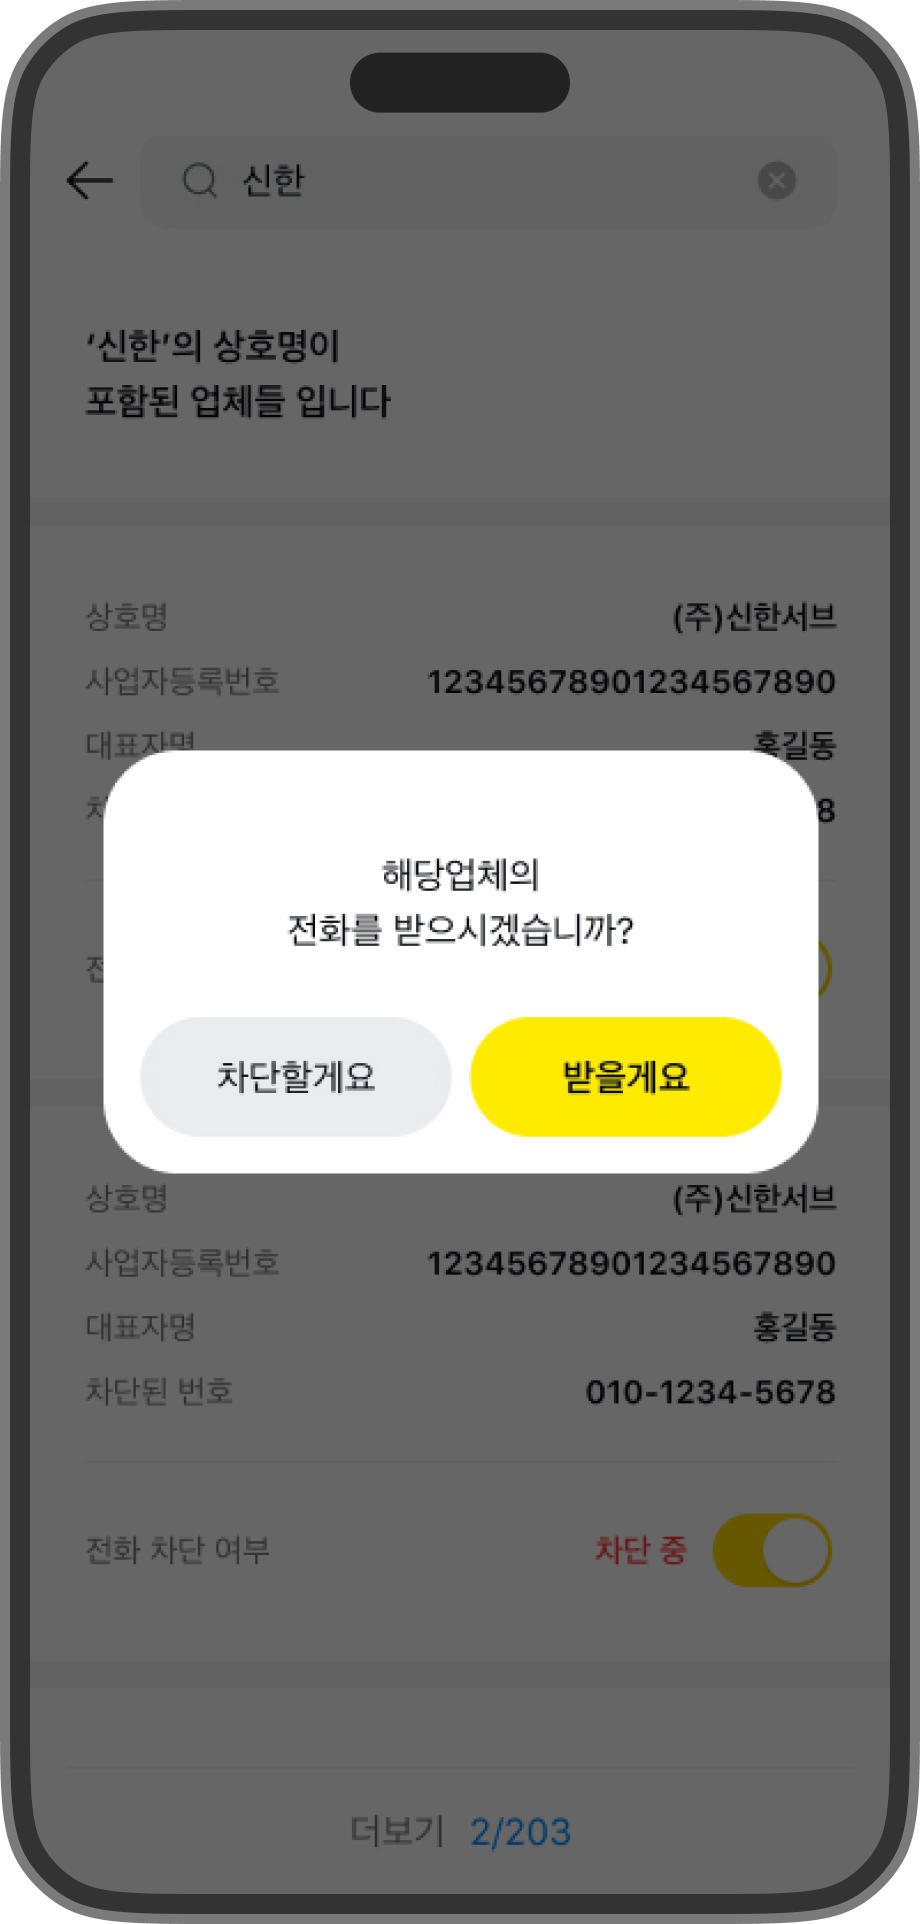 신한
‘신한’의 상호명이
포함된 업체들 입니다
상호명 (주)신한서브
사업자등록번호 12345678901234567890
대표자명 홍길동
8
해당업체의
전화를 받으시겠습니까?
차단할게요 받을게요
상호명 (주)신한서브
사업자등록번호 12345678901234567890
대표자명 홍길동
차단된 번호 010-1234-5678
전화 차단 여부 차단 중
더보기 2/203